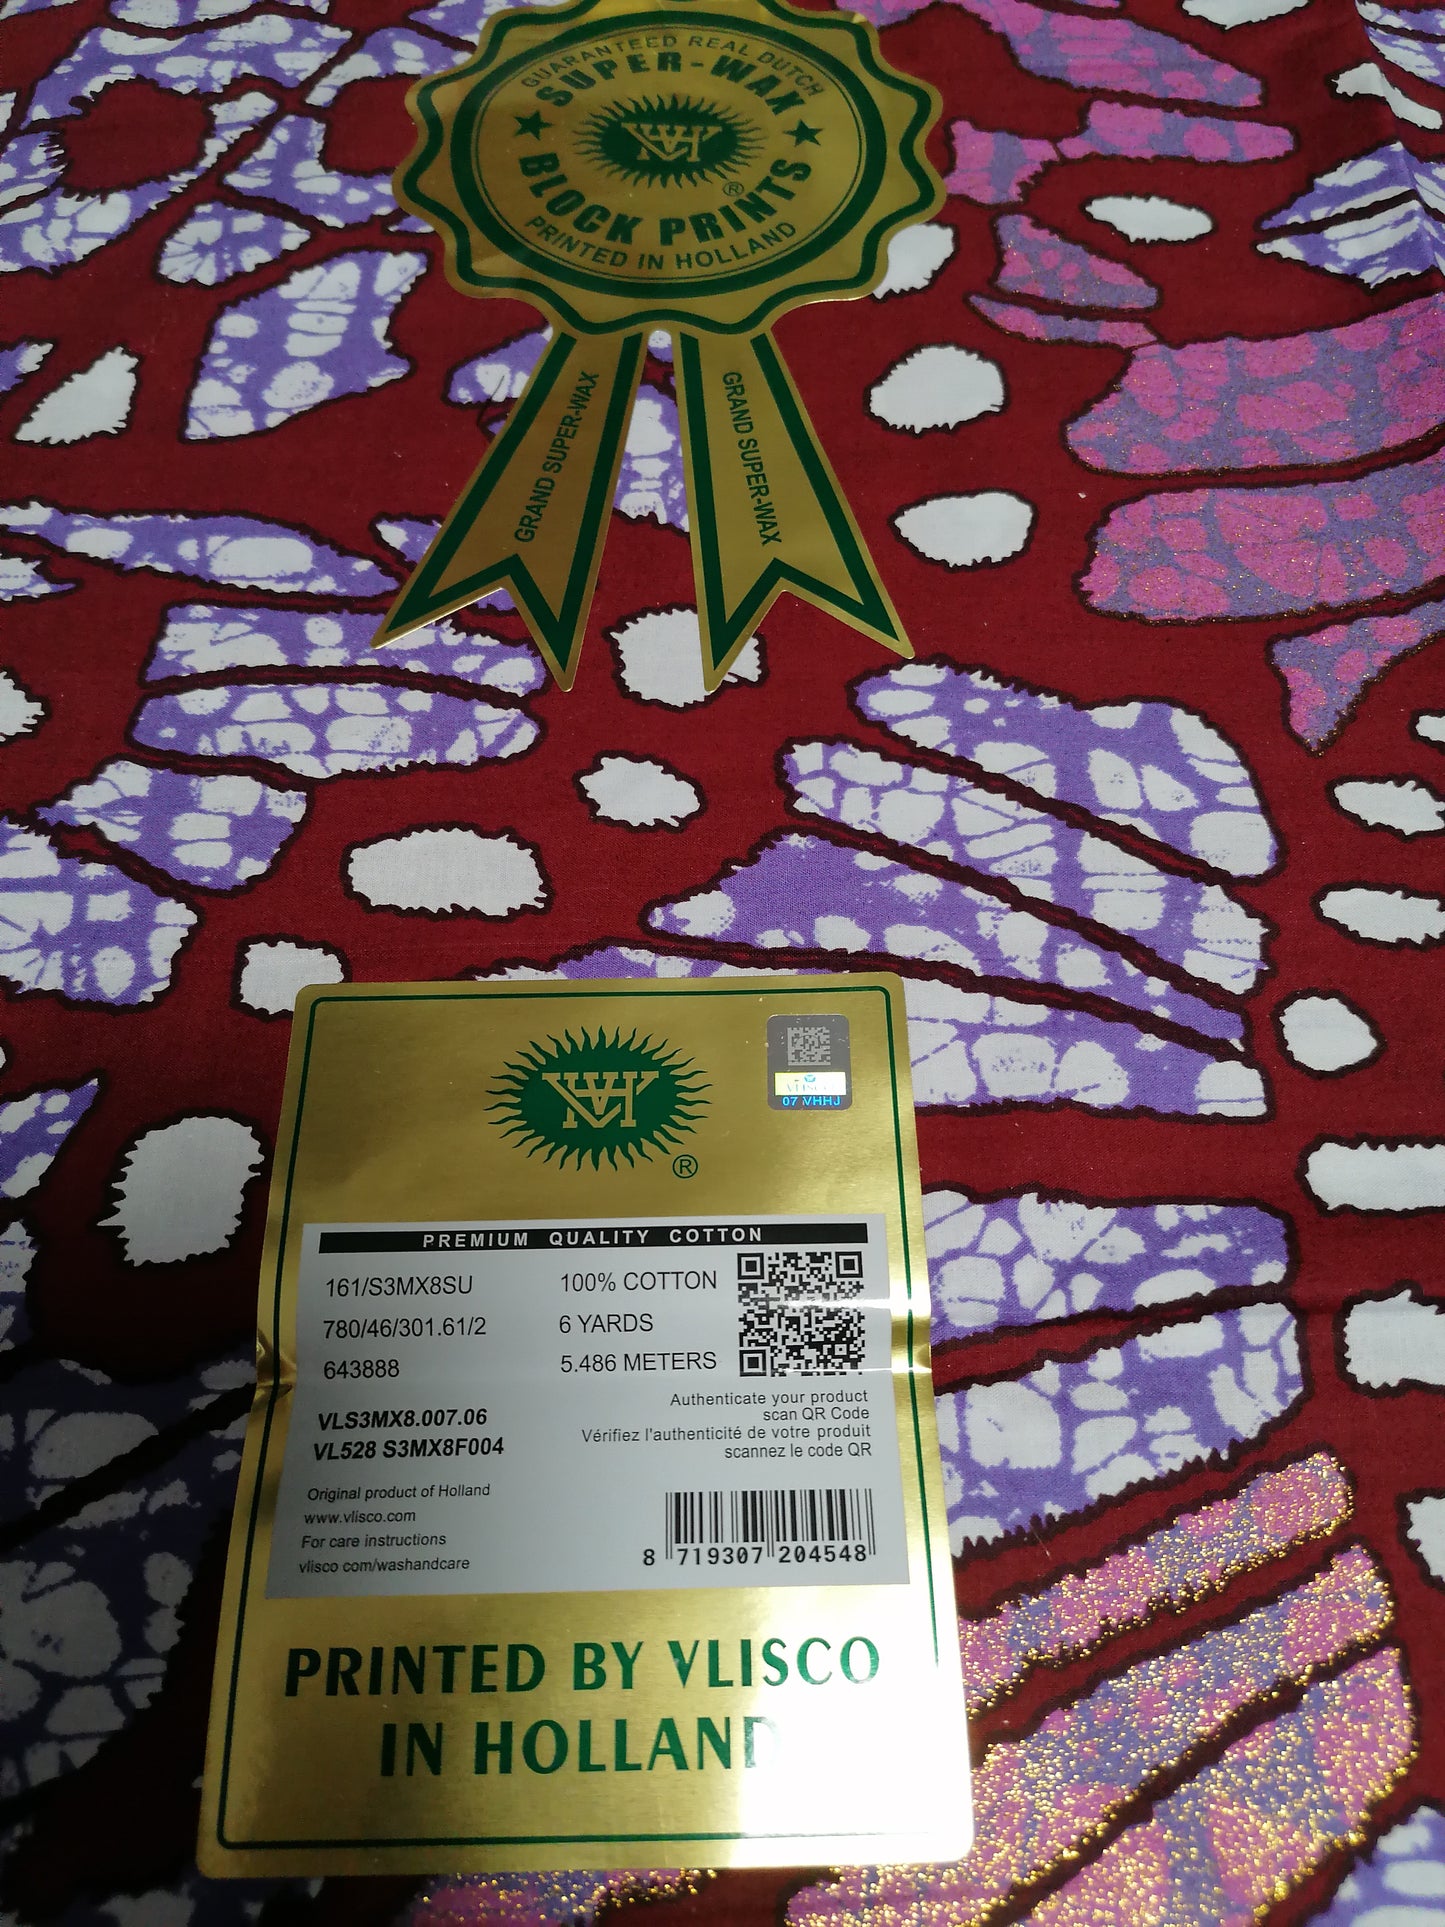 GUARANTEED REAL DUTCH
SUPER-WAX
VH
®
BLOCK PRINTS
PRINTED IN HOLLAND
GRAND SUPER-WAX
GRAND SUPER-WAX
VLISCO
07 VHHJ
VH
®
PREMIUM QUALITY COTTON
161/S3MX8SU 100% COTTON
780/46/301.61/2 6 YARDS
643888 5.486 METERS
Authenticate your product
scan QR Code
VLS3MX8.007.06
Vérifiez l'authenticité de votre produit
VL528 S3MX8F004
scannez le code QR
Original product of Holland
www.vlisco.com
For care instructions
vlisco com/washandcare
8 719307 204548
PRINTED BY VLISCO
IN HOLLAND